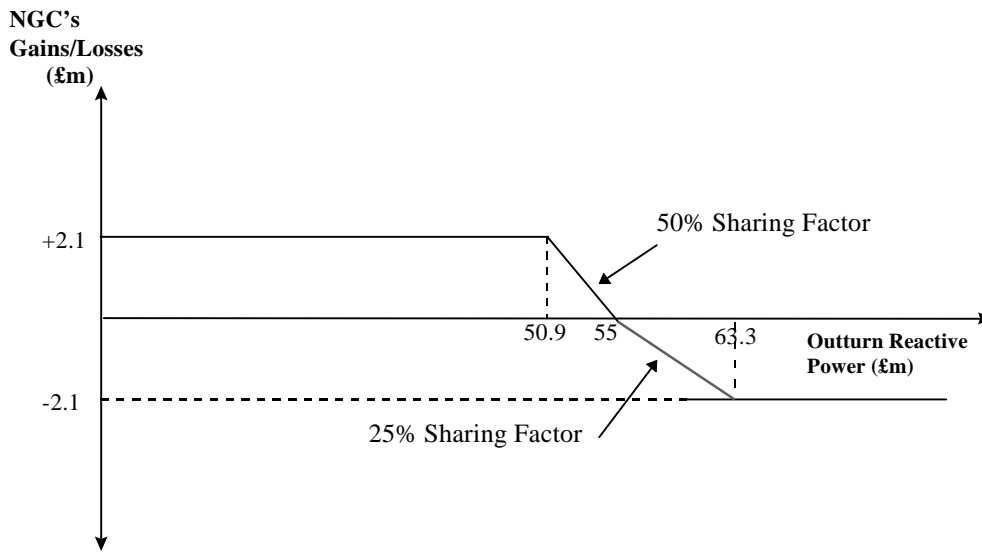 NGC's
Gains/Losses
(£m)
50% Sharing Factor
+2.1
50.9
55
63.3
Outturn Reactive
Power (£m)
-2.1
25% Sharing Factor